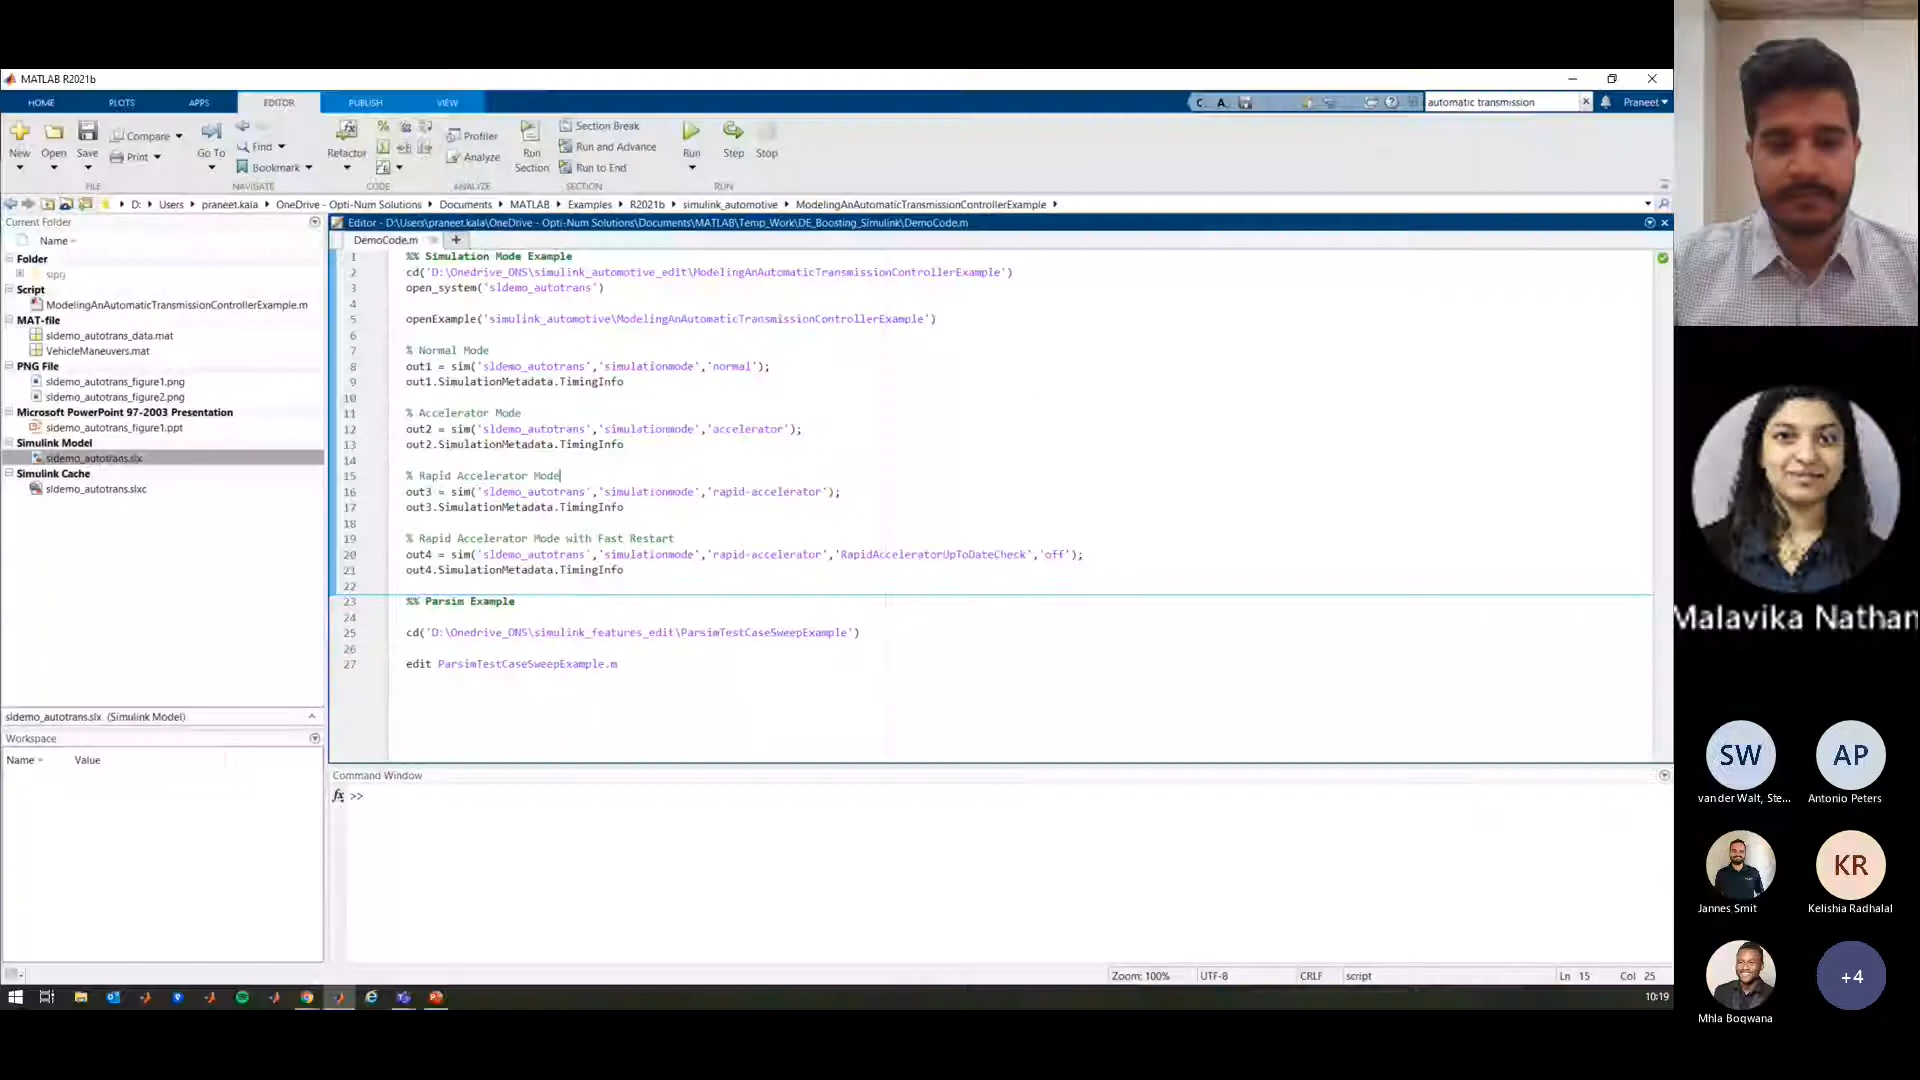 MATLAB R2021b
HOME PLOTS APPS EDITOR PUBLISH VIEW
automatic transmission
Praneet
New Open Save Compare Print
Go To Find Bookmark
Refactor
Profiler Analyze
Run Section
Section Break
Run and Advance
Run to End
Run Step Stop
FILE NAVIGATE CODE ANALYZE SECTION RUN
D: Users praneet.kala OneDrive - Opti-Num Solutions Documents MATLAB Examples R2021b simulink_automotive ModelingAnAutomaticTransmissionControllerExample
Current Folder
Name
Folder
slprj
Script
ModelingAnAutomaticTransmissionControllerExample.m
MAT-file
sldemo_autotrans_data.mat
VehicleManeuvers.mat
PNG File
sldemo_autotrans_figure1.png
sldemo_autotrans_figure2.png
Microsoft PowerPoint 97-2003 Presentation
sldemo_autotrans_figure1.ppt
Simulink Model
sldemo_autotrans.slx
Simulink Cache
sldemo_autotrans.slxc
sldemo_autotrans.slx (Simulink Model)
Workspace
Name Value
Editor - D:\Users\praneet.kala\OneDrive - Opti-Num Solutions\Documents\MATLAB\Temp_Work\DE_Boosting_Simulink\DemoCode.m
DemoCode.m
1 %% Simulation Mode Example
2 cd('D:\Onedrive_ONS\simulink_automotive_edit\ModelingAnAutomaticTransmissionControllerExample')
3 open_system('sldemo_autotrans')
4
5 openExample('simulink_automotive\ModelingAnAutomaticTransmissionControllerExample')
6
7 % Normal Mode
8 out1 = sim('sldemo_autotrans','simulationmode','normal');
9 out1.SimulationMetadata.TimingInfo
10
11 % Accelerator Mode
12 out2 = sim('sldemo_autotrans','simulationmode','accelerator');
13 out2.SimulationMetadata.TimingInfo
14
15 % Rapid Accelerator Mode
16 out3 = sim('sldemo_autotrans','simulationmode','rapid-accelerator');
17 out3.SimulationMetadata.TimingInfo
18
19 % Rapid Accelerator Mode with Fast Restart
20 out4 = sim('sldemo_autotrans','simulationmode','rapid-accelerator','RapidAcceleratorUpToDateCheck','off');
21 out4.SimulationMetadata.TimingInfo
22
23 %% Parsim Example
24
25 cd('D:\Onedrive_ONS\simulink_features_edit\ParsimTestCaseSweepExample')
26
27 edit ParsimTestCaseSweepExample.m
Command Window
fx >>
Zoom: 100% UTF-8 CRLF script Ln 15 Col 25
10:19
Malavika Nathan
SW AP
van der Walt, Ste... Antonio Peters
KR
Jannes Smit Kelishia Radhalal
+4
Mhla Boqwana